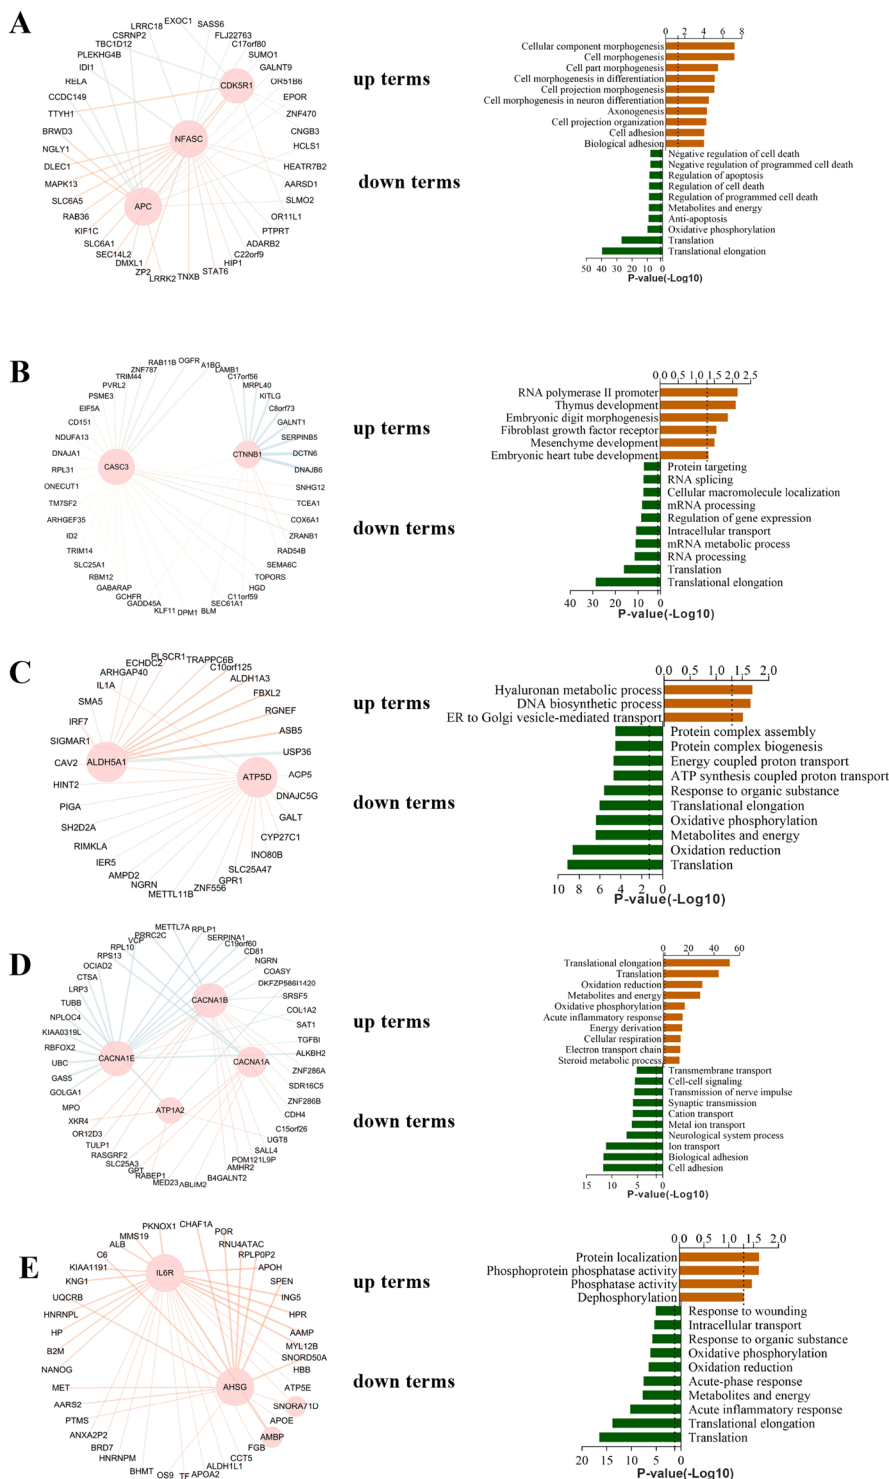 A
EXOC1
LRRC18
SASS6
CSRNP2
FLJ22763
TBC1D12
C17orf80
PLEKHG4B
SUMO1
IDI1
GALNT9
RELA
CDK5R1
OR51B6
CCDC149
EPOR
TTYH1
ZNF470
BRWD3
NFASC
CNGB3
NGLY1
HCLS1
DLEC1
HEATR7B2
MAPK13
AARSD1
SLC6A5
APC
SLMO2
RAB36
OR11L1
KIF1C
PTPRT
SLC6A1
ADARB2
SEC14L2
C22orf9
DMXL1
HIP1
ZP2
STAT6
LRRK2
TNXB
up terms
down terms
0 2 4 6 8
Cellular component morphogenesis
Cell morphogenesis
Cell part morphogenesis
Cell morphogenesis in differentiation
Cell projection morphogenesis
Cell morphogenesis in neuron differentiation
Axonogenesis
Cell projection organization
Cell adhesion
Biological adhesion
Negative regulation of cell death
Negative regulation of programmed cell death
Regulation of apoptosis
Regulation of cell death
Regulation of programmed cell death
Metabolites and energy
Anti-apoptosis
Oxidative phosphorylation
Translation
Translational elongation
50 40 30 20 10 0
P-value(-Log10)
B
OGFR
RAB11B
A1BG
ZNF787
LAMB1
TRIM44
C17orf56
PVRL2
MRPL40
PSME3
KITLG
EIF5A
C8orf73
CD151
GALNT1
NDUFA13
SERPINB5
DNAJA1
CTNNB1
DCTN6
RPL31
CASC3
DNAJB6
ONECUT1
SNHG12
TM7SF2
TCEA1
ARHGEF35
COX6A1
ID2
ZRANB1
TRIM14
RAD54B
SLC25A1
SEMA6C
RBM12
TOPORS
GABARAP
HGD
GCHFR
C11orf59
GADD45A
SEC61A1
KLF11
BLM
DPM1
up terms
down terms
0.0 0.5 1.0 1.5 2.0 2.5
RNA polymerase II promoter
Thymus development
Embryonic digit morphogenesis
Fibroblast growth factor receptor
Mesenchyme development
Embryonic heart tube development
Protein targeting
RNA splicing
Cellular macromolecule localization
mRNA processing
Regulation of gene expression
Intracellular transport
mRNA metabolic process
RNA processing
Translation
Translational elongation
40 30 20 10 0
P-value(-Log10)
C
PLSCR1
ECHDC2
TRAPPC6B
ARHGAP40
C10orf125
IL1A
ALDH1A3
SMA5
FBXL2
IRF7
RGNEF
SIGMAR1
ASB5
CAV2
ALDH5A1
USP36
HINT2
ATP5D
ACP5
PIGA
DNAJC5G
SH2D2A
GALT
RIMKLA
CYP27C1
IER5
INO80B
AMPD2
SLC25A47
NGRN
GPR1
METTL11B
ZNF556
up terms
down terms
0.0 0.5 1.0 1.5 2.0
Hyaluronan metabolic process
DNA biosynthetic process
ER to Golgi vesicle-mediated transport
Protein complex assembly
Protein complex biogenesis
Energy coupled proton transport
ATP synthesis coupled proton transport
Response to organic substance
Translational elongation
Oxidative phosphorylation
Metabolites and energy
Oxidation reduction
Translation
10 8 6 4 2 0
P-value(-Log10)
D
METTL7A
RPLP1
PRRC2C
SERPINA1
VCP
C19orf60
RPL10
CD81
RPS13
NGRN
OCIAD2
COASY
CTSA
DKFZP586I1420
LRP3
CACNA1B
SRSF5
TUBB
COL1A2
NPLOC4
SAT1
KIAA0319L
TGFBI
RBFOX2
CACNA1E
CACNA1A
ALKBH2
UBC
ZNF286A
GAS5
SDR16C5
GOLGA1
ZNF286B
MPO
ATP1A2
CDH4
XKR4
C15orf26
OR12D3
UGT8
TULP1
SALL4
RASGRF2
POM121L9P
SLC25A3
AMHR2
GPT
B4GALNT2
RABEP1
ABLIM2
MED23
up terms
down terms
0 20 40 60
Translational elongation
Translation
Oxidation reduction
Metabolites and energy
Oxidative phosphorylation
Acute inflammatory response
Energy derivation
Cellular respiration
Electron transport chain
Steroid metabolic process
Transmembrane transport
Cell-cell signaling
Transmission of nerve impulse
Synaptic transmission
Cation transport
Metal ion transport
Neurological system process
Ion transport
Biological adhesion
Cell adhesion
15 10 5 0
P-value(-Log10)
E
PKNOX1
CHAF1A
MMS19
POR
ALB
RNU4ATAC
C6
RPLP0P2
KIAA1191
IL6R
APOH
KNG1
SPEN
UQCRB
ING5
HNRNPL
HPR
HP
AAMP
B2M
MYL12B
NANOG
SNORD50A
MET
HBB
AARS2
AHSG
ATP5E
PTMS
SNORA71D
ANXA2P2
APOE
BRD7
AMBP
HNRNPM
FGB
BHMT
CCT5
OS9
ALDH1L1
TF
APOA2
up terms
down terms
0.0 0.5 1.0 1.5 2.0
Protein localization
Phosphoprotein phosphatase activity
Phosphatase activity
Dephosphorylation
Response to wounding
Intracellular transport
Response to organic substance
Oxidative phosphorylation
Oxidation reduction
Acute-phase response
Metabolites and energy
Acute inflammatory response
Translational elongation
Translation
20 15 10 5 0
P-value(-Log10)